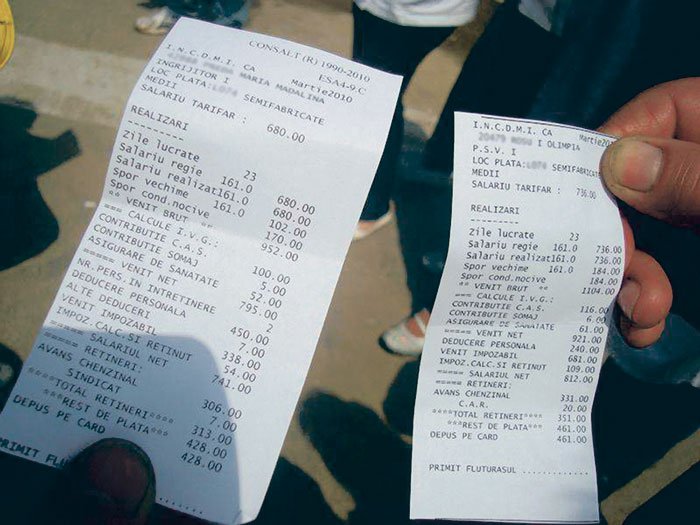 CONSALT (R) 1990-2010
I.N.C.D.M.I. CA ESA4-9.C
MARIA MADALINA
INGRIJITOR I Martie2010
LOC PLATA: SEMIFABRICATE
MEDII
SALARIU TARIFAR : 680.00
REALIZARI
----------
Zile lucrate 23
Salariu regie 161.0 680.00
Salariu realizat161.0 680.00
Spor vechime 161.0 102.00
Spor cond.nocive 170.00
** VENIT BRUT ** 952.00
=== CALCULE I.V.G.:
CONTRIBUTIE C.A.S. 100.00
CONTRIBUTIE SOMAJ 5.00
ASIGURARE DE SANATATE 52.00
===== VENIT NET 795.00
NR.PERS.IN INTRETINERE 2
DEDUCERE PERSONALA 450.00
ALTE DEDUCERI 7.00
VENIT IMPOZABIL 338.00
IMPOZ.CALC.SI RETINUT 54.00
===== SALARIUL NET 741.00
===== RETINERI:
AVANS CHENZINAL 306.00
SINDICAT 7.00
****TOTAL RETINERI**** 313.00
***REST DE PLATA*** 428.00
DEPUS PE CARD 428.00
PRIMIT
I.N.C.D.M.I. CA Martie
I OLIMPIA
P.S.V. I
LOC PLATA: SEMIFABRICATE
MEDII
SALARIU TARIFAR : 736.00
REALIZARI
----------
Zile lucrate 23
Salariu regie 161.0 736.00
Salariu realizat161.0 736.00
Spor vechime 161.0 184.00
Spor cond.nocive 184.00
** VENIT BRUT ** 1104.00
=== CALCULE I.V.G.:
CONTRIBUTIE C.A.S. 116.00
CONTRIBUTIE SOMAJ 6.00
ASIGURARE DE SANATATE 61.00
===== VENIT NET 921.00
DEDUCERE PERSONALA 240.00
VENIT IMPOZABIL 681.00
IMPOZ.CALC.SI RETINUT 109.00
===== SALARIUL NET 812.00
===== RETINERI:
AVANS CHENZINAL 331.00
C.A.R. 20.00
****TOTAL RETINERI**** 351.00
***REST DE PLATA*** 461.00
DEPUS PE CARD 461.00
PRIMIT FLUTURASUL .............